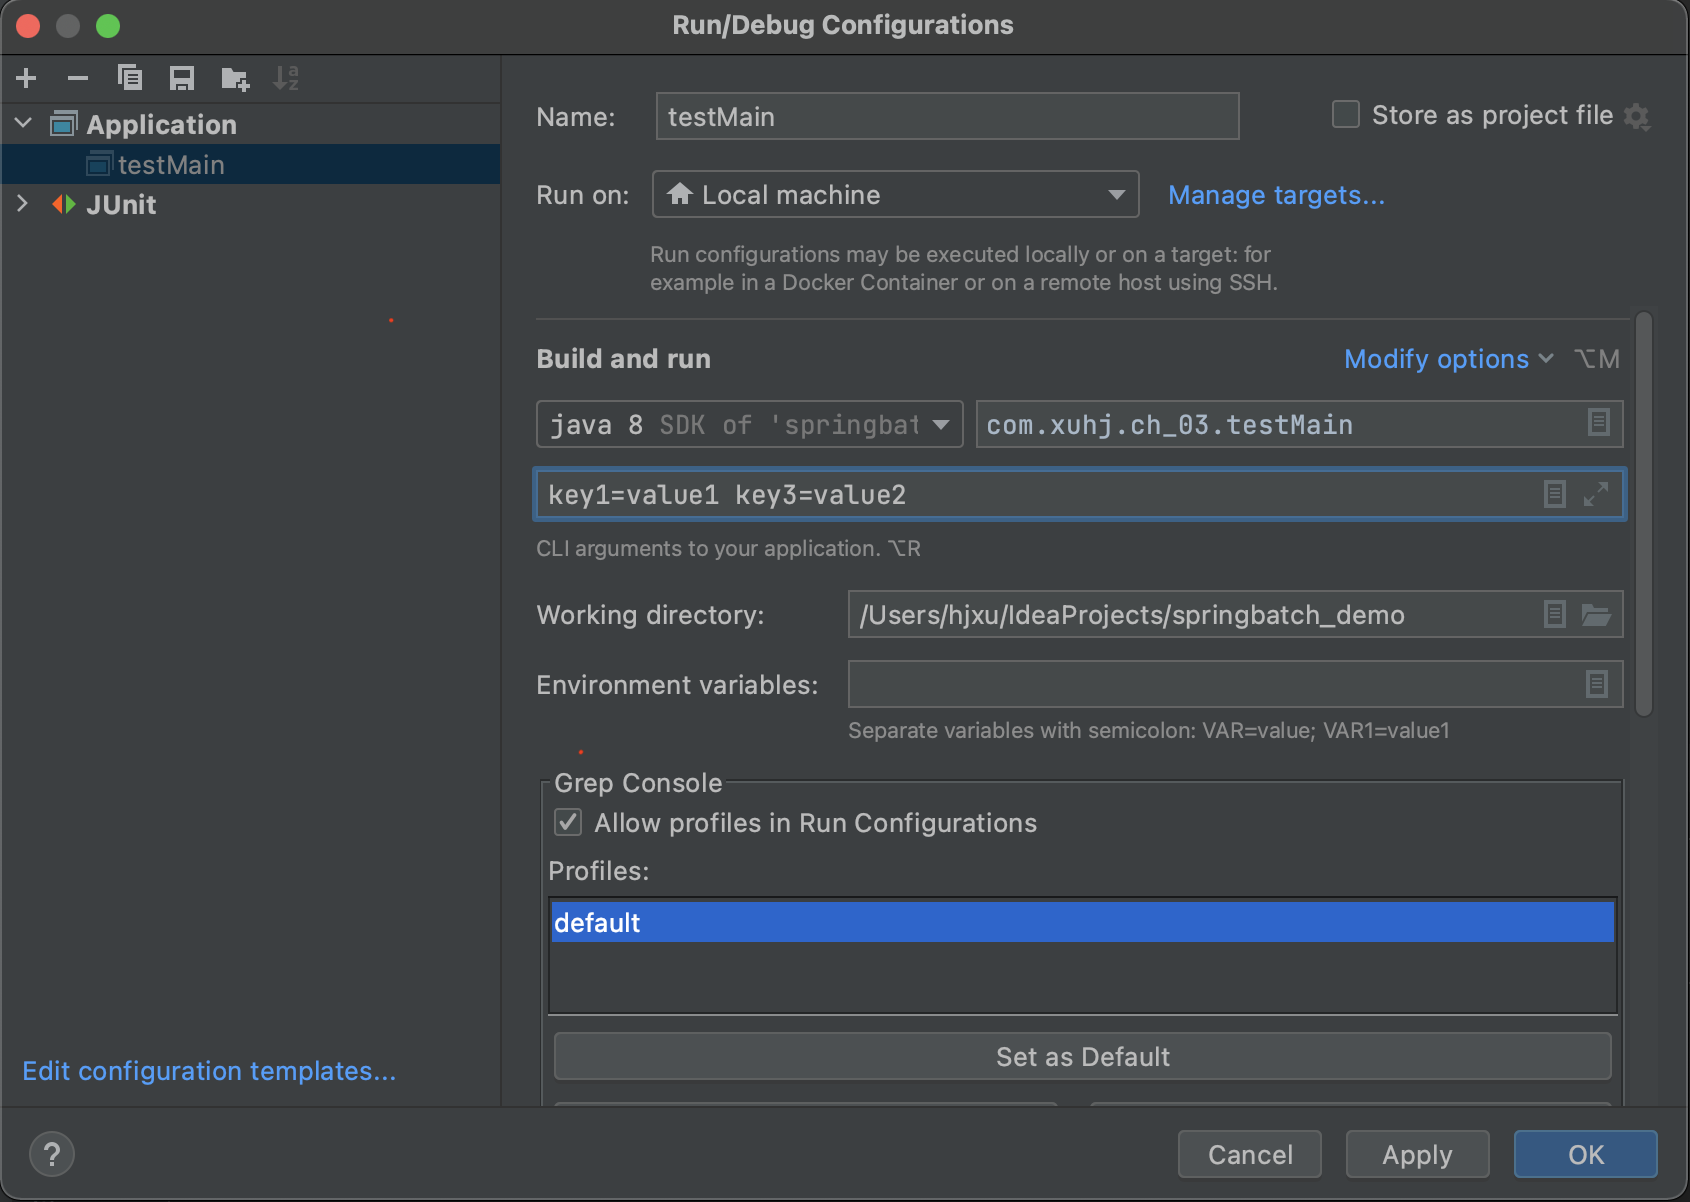 Run/Debug Configurations
Application
testMain
JUnit
Edit configuration templates...
Name: testMain
Store as project file
Run on: Local machine Manage targets...
Run configurations may be executed locally or on a target: for
example in a Docker Container or on a remote host using SSH.
Build and run Modify options ⌥M
java 8 SDK of 'springbat com.xuhj.ch_03.testMain
key1=value1 key3=value2
CLI arguments to your application. ⌥R
Working directory: /Users/hjxu/IdeaProjects/springbatch_demo
Environment variables:
Separate variables with semicolon: VAR=value; VAR1=value1
Grep Console
Allow profiles in Run Configurations
Profiles:
default
Set as Default
? Cancel Apply OK